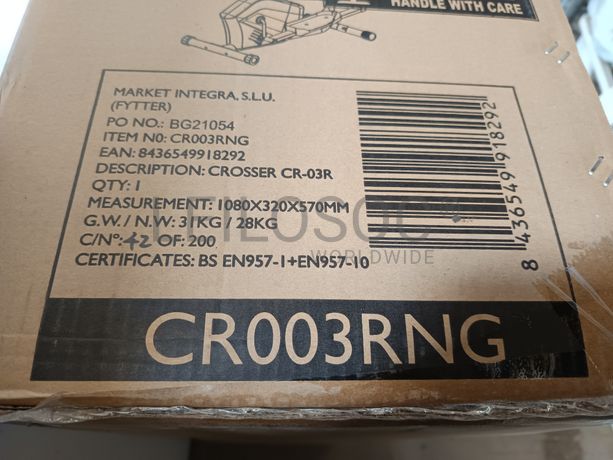 HANDLE WITH CARE
MARKET INTEGRA, S.L.U.
(FYTTER)
PO NO.: BG21054
ITEM N0: CR003RNG
EAN: 8436549918292
DESCRIPTION: CROSSER CR-03R
QTY: 1
MEASUREMENT: 1080X320X570MM
G.W./ N.W: 31KG / 28KG
C/Nº: 42 OF: 200
CERTIFICATES: BS EN957-1+EN957-10
8 436549 918292
WORLDWIDE
CR003RNG